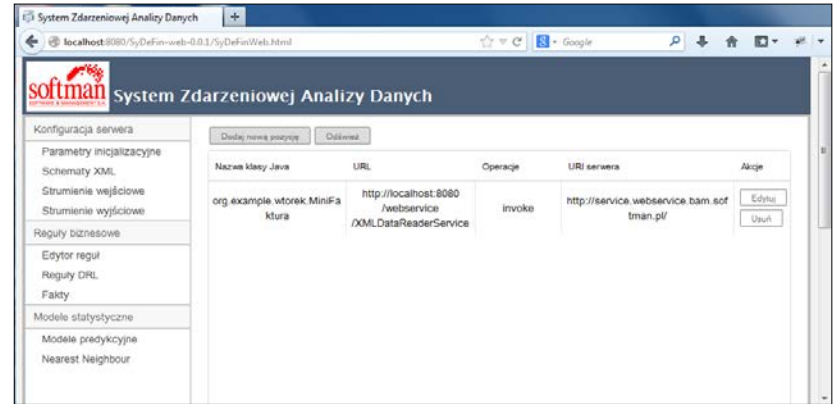 System Zdarzeniowej Analizy Danych
localhost:8080/SyDeFin-web-0.0.1/SyDeFinWeb.html
Google
softman
System Zdarzeniowej Analizy Danych
Konfiguracja serwera
Parametry inicjalizacyjne
Schematy XML
Strumienie wejściowe
Strumienie wyjściowe
Reguły biznesowe
Edytor reguł
Reguły DRL
Fakty
Modele statystyczne
Modele predykcyjne
Nearest Neighbour
Dodaj nową pozycję
Odśwież
Nazwa klasy Java
URL
Operacje
URI serwera
Akcje
org.example.wtorek.MiniFa
ktura
http://localhost:8080
/webservice
/XMLDataReaderService
invoke
http://service.webservice.bam.sof
tman.pl/
Edytuj
Usuń